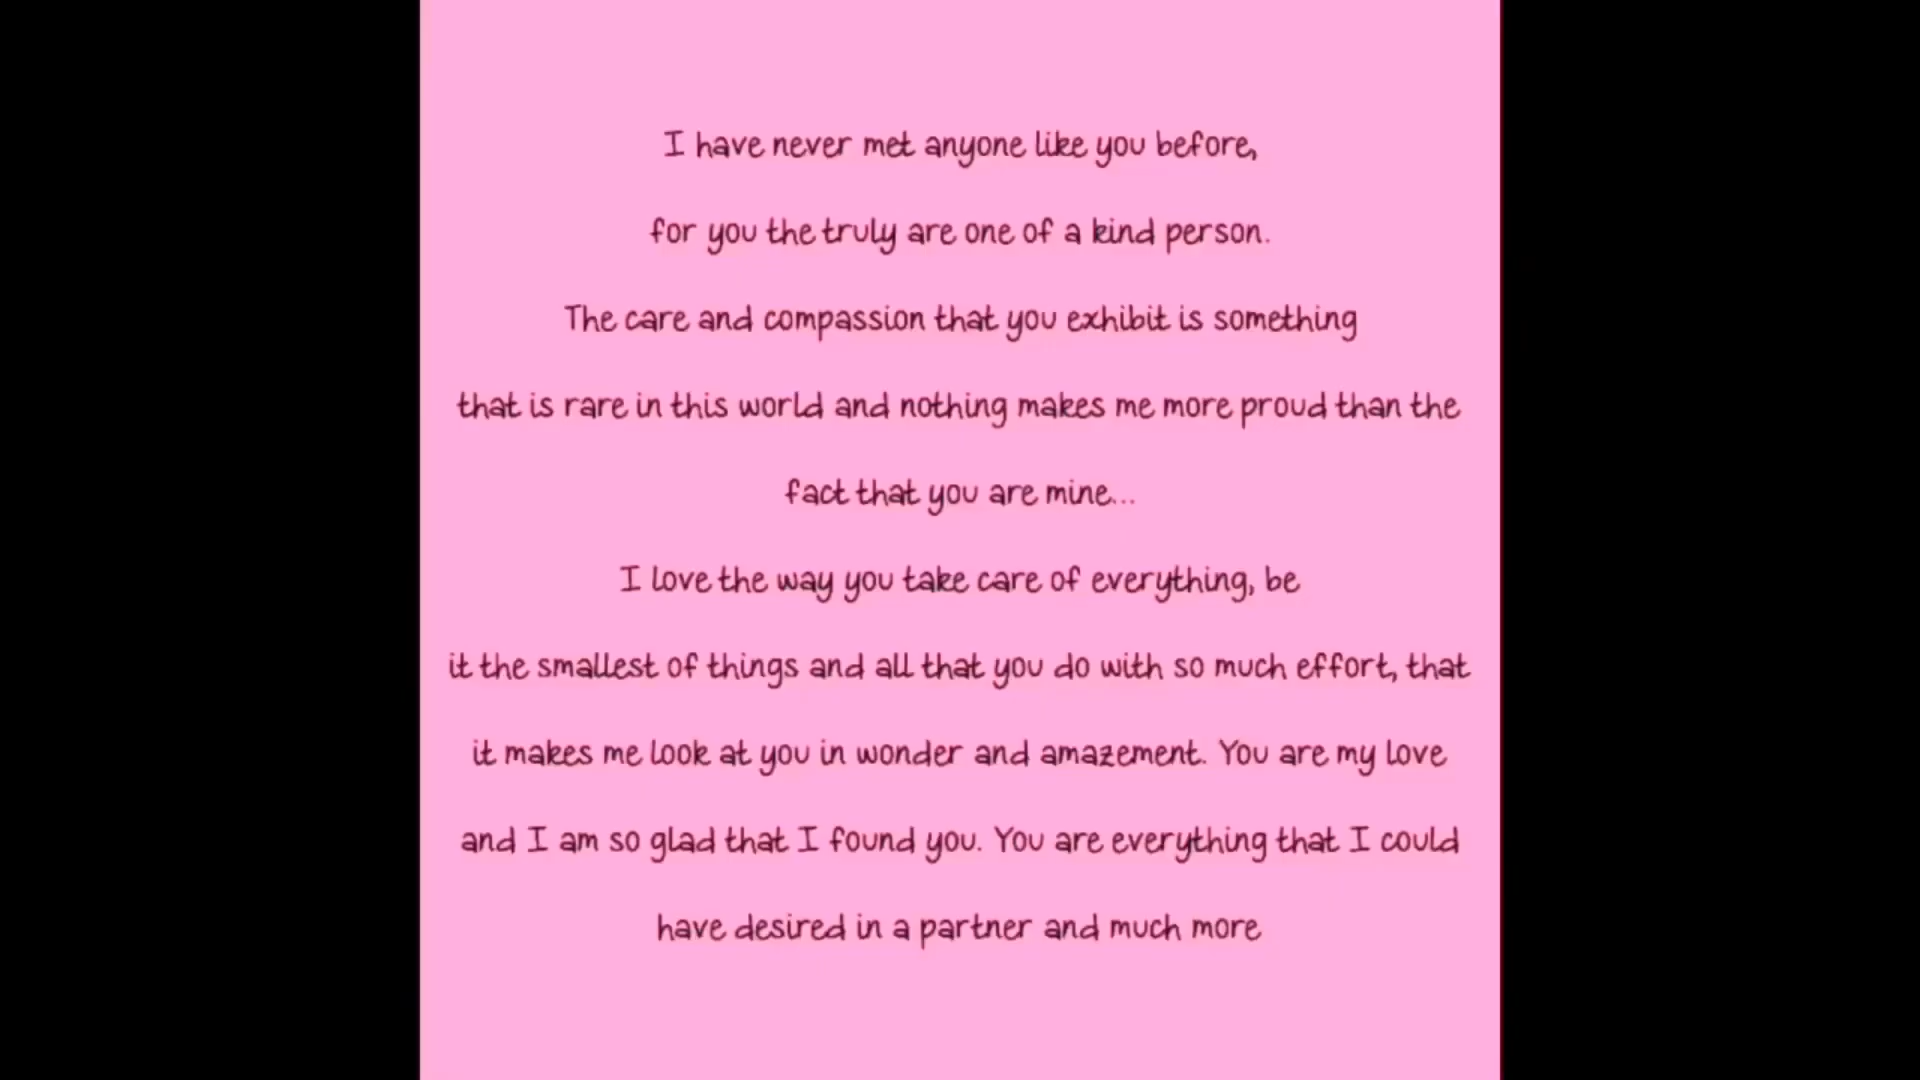 I have never met anyone like you before,
for you the truly are one of a kind person.
The care and compassion that you exhibit is something
that is rare in this world and nothing makes me more proud than the
fact that you are mine...
I love the way you take care of everything, be
it the smallest of things and all that you do with so much effort, that
it makes me look at you in wonder and amazement. You are my love
and I am so glad that I found you. You are everything that I could
have desired in a partner and much more